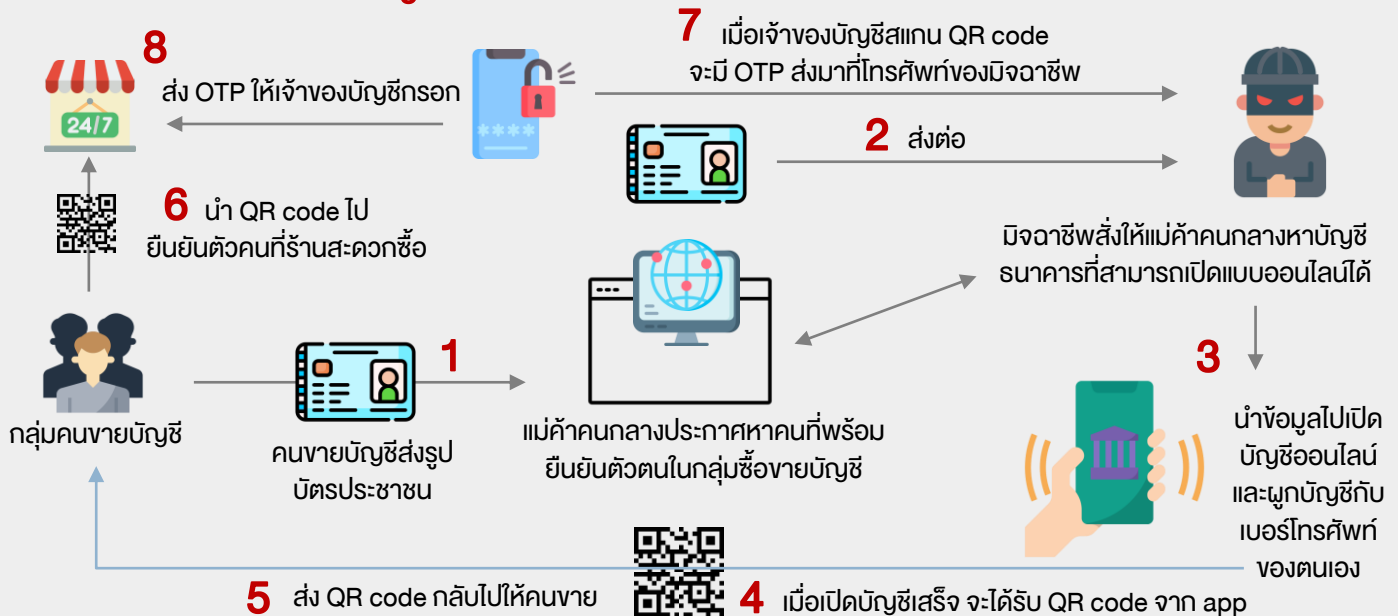 8
ส่ง OTP ให้เจ้าของบัญชีกรอก
24/7
****
7 เมื่อเจ้าของบัญชีสแกน QR code
จะมี OTP ส่งมาที่โทรศัพท์ของมิจฉาชีพ
2 ส่งต่อ
6 นำ QR code ไป
ยืนยันตัวคนที่ร้านสะดวกซื้อ
มิจฉาชีพสั่งให้แม่ค้าคนกลางหาบัญชี
ธนาคารที่สามารถเปิดแบบออนไลน์ได้
กลุ่มคนขายบัญชี
1
คนขายบัญชีส่งรูป
บัตรประชาชน
แม่ค้าคนกลางประกาศหาคนที่พร้อม
ยืนยันตัวตนในกลุ่มซื้อขายบัญชี
3
นำข้อมูลไปเปิด
บัญชีออนไลน์
และผูกบัญชีกับ
เบอร์โทรศัพท์
ของตนเอง
5 ส่ง QR code กลับไปให้คนขาย
4 เมื่อเปิดบัญชีเสร็จ จะได้รับ QR code จาก app